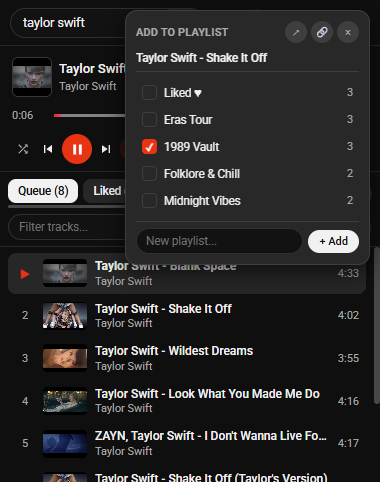 taylor swift
ADD TO PLAYLIST
Taylor Swift - Shake It Off
Liked ♥ 3
Eras Tour 3
1989 Vault 3
Folklore & Chill 2
Midnight Vibes 2
New playlist...
+ Add
Taylor Swift
Taylor Swift
0:06
Queue (8)
Liked
Filter tracks...
Taylor Swift - Blank Space
Taylor Swift
4:33
2
Taylor Swift - Shake It Off
Taylor Swift
4:02
3
Taylor Swift - Wildest Dreams
Taylor Swift
3:55
4
Taylor Swift - Look What You Made Me Do
Taylor Swift
4:16
5
ZAYN, Taylor Swift - I Don't Wanna Live Fo...
Taylor Swift
4:17
Taylor Swift - Shake It Off (Taylor's Version)